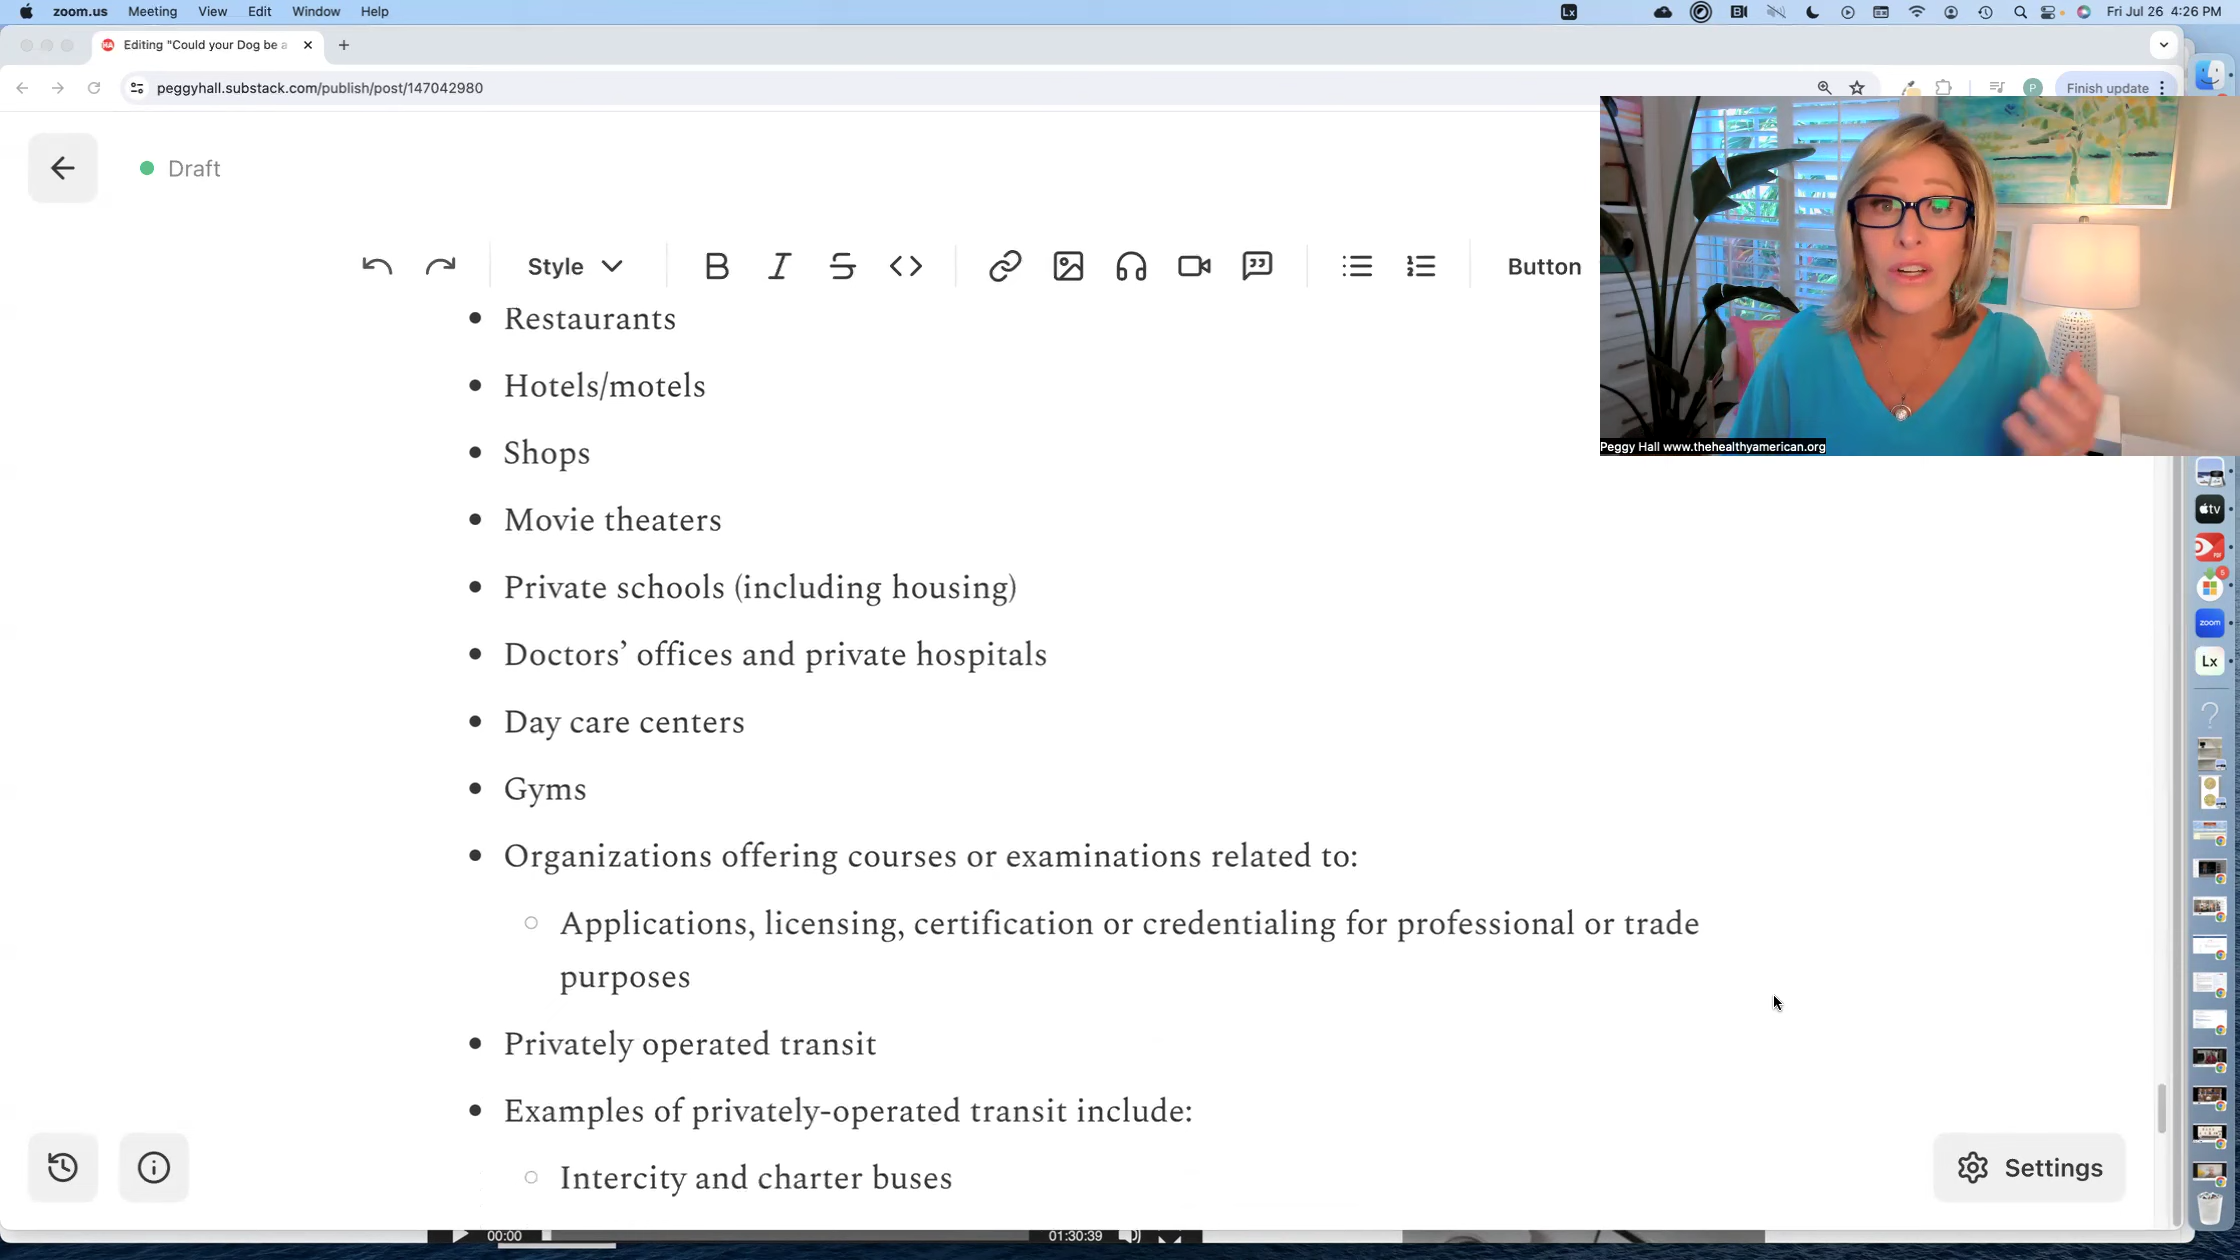 zoom.us Meeting View Edit Window Help
Lx
Fri Jul 26 4:26 PM
Editing "Could your Dog be a
peggyhall.substack.com/publish/post/147042980
P
Finish update
Draft
Style
Button
Peggy Hall www.thehealthyamerican.org
• Restaurants
• Hotels/motels
• Shops
• Movie theaters
• Private schools (including housing)
• Doctors’ offices and private hospitals
• Day care centers
• Gyms
• Organizations offering courses or examinations related to:
○ Applications, licensing, certification or credentialing for professional or trade
purposes
• Privately operated transit
• Examples of privately-operated transit include:
○ Intercity and charter buses
Settings
00:00
01:30:39
tv
zoom
Lx